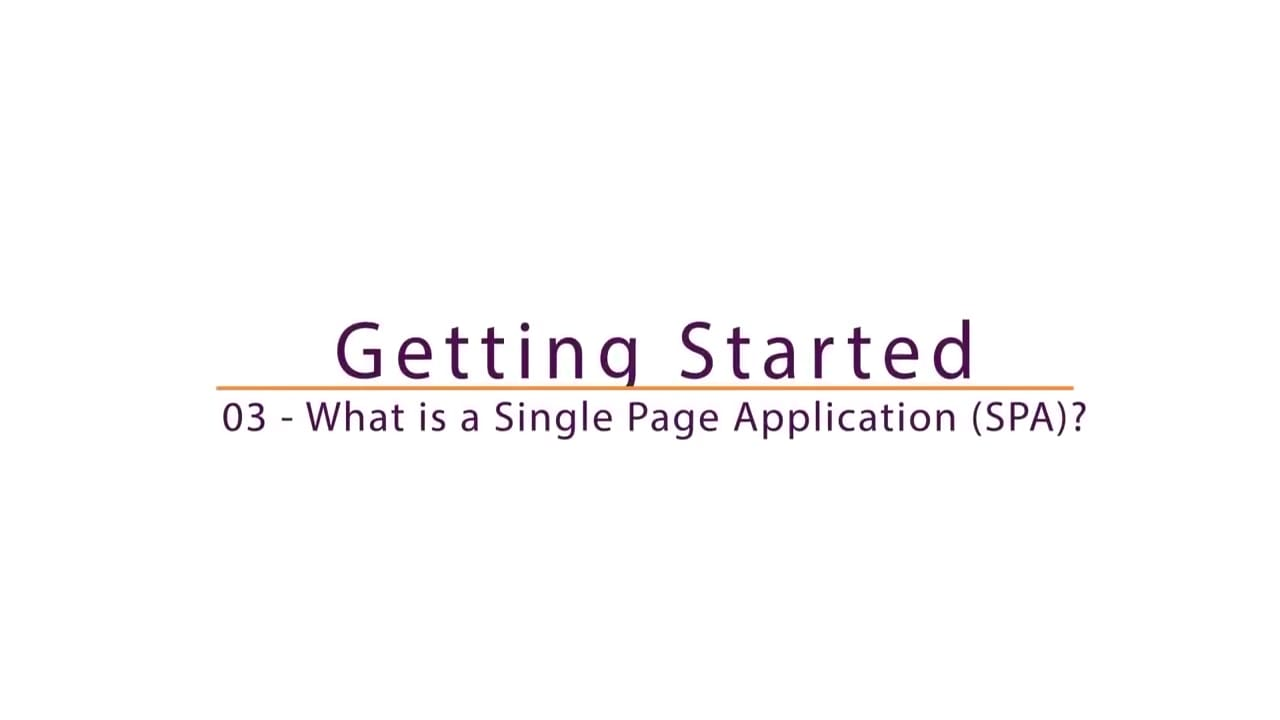 Getting Started
03 - What is a Single Page Application (SPA)?